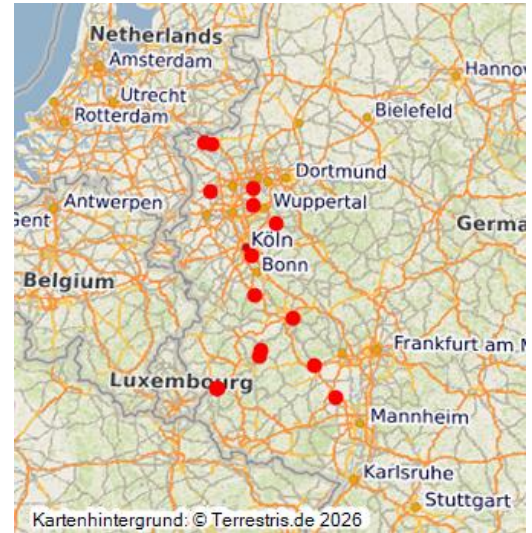 Netherlands
Amsterdam
Hannov
Utrecht
Rotterdam
Bielefeld
Dortmund
Antwerpen
Wuppertal
Gent
Germa
Köln
Bonn
Belgium
Frankfurt am M
Luxembourg
Mannheim
Karlsruhe
Stuttgart
Kartenhintergrund: © Terrestris.de 2026